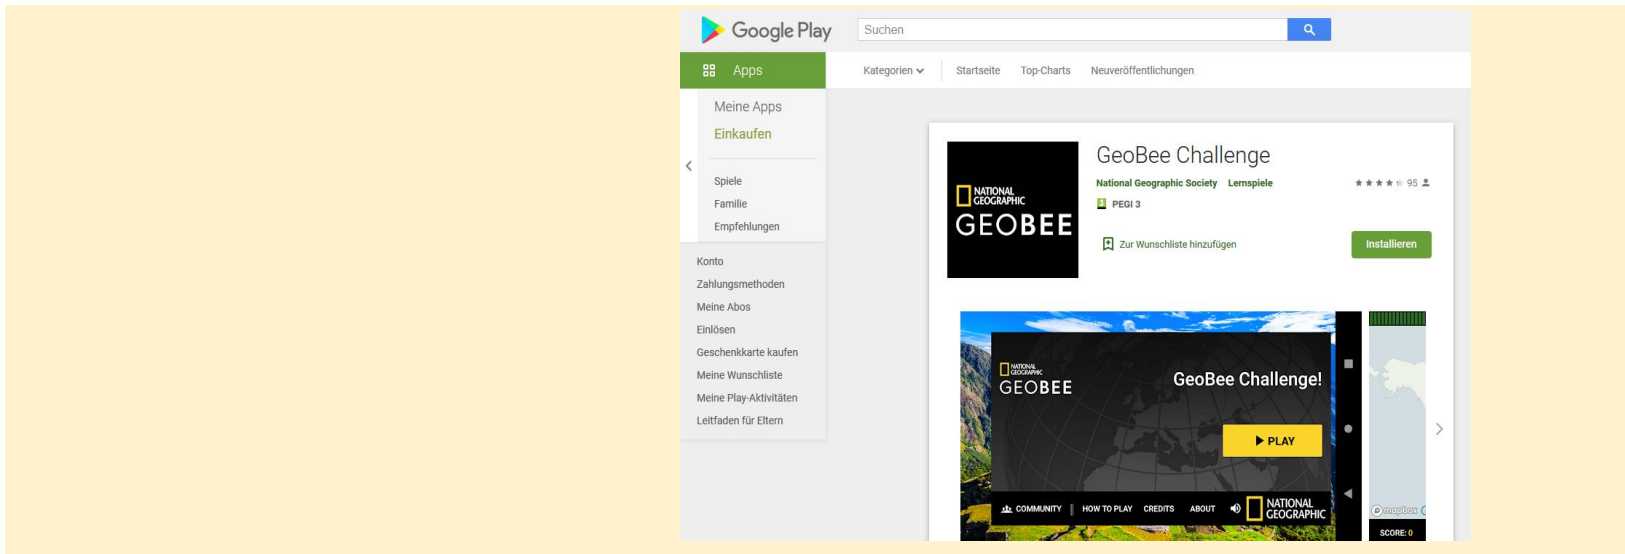 Google Play
Suchen
Apps
Kategorien
Startseite
Top-Charts
Neuveröffentlichungen
Meine Apps
Einkaufen
Spiele
Familie
Empfehlungen
Konto
Zahlungsmethoden
Meine Abos
Einlösen
Geschenkkarte kaufen
Meine Wunschliste
Meine Play-Aktivitäten
Leitfaden für Eltern
NATIONAL
GEOGRAPHIC
GEOBEE
GeoBee Challenge
National Geographic Society Lernspiele
95
3 PEGI 3
Zur Wunschliste hinzufügen
Installieren
NATIONAL
GEOGRAPHIC
GEOBEE
GeoBee Challenge!
PLAY
COMMUNITY
HOW TO PLAY
CREDITS
ABOUT
NATIONAL
GEOGRAPHIC
mapbox
SCORE: 0